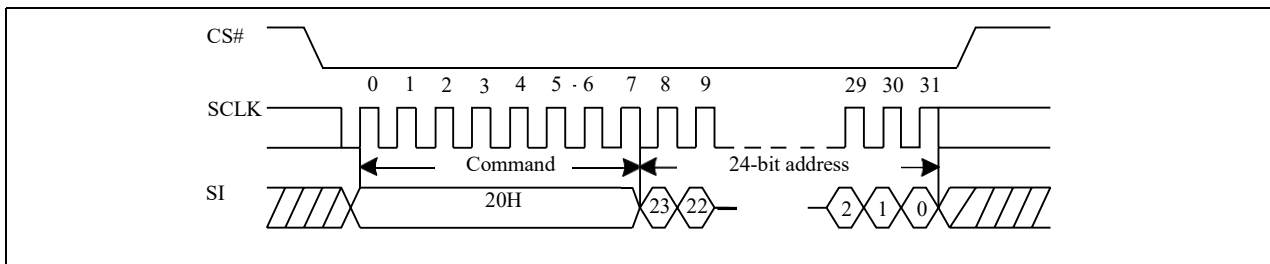 CS#
0 1 2 3 4 5 - 6 7 8 9 29 30 31
SCLK
Command 24-bit address
SI 20H 23 22 2 1 0